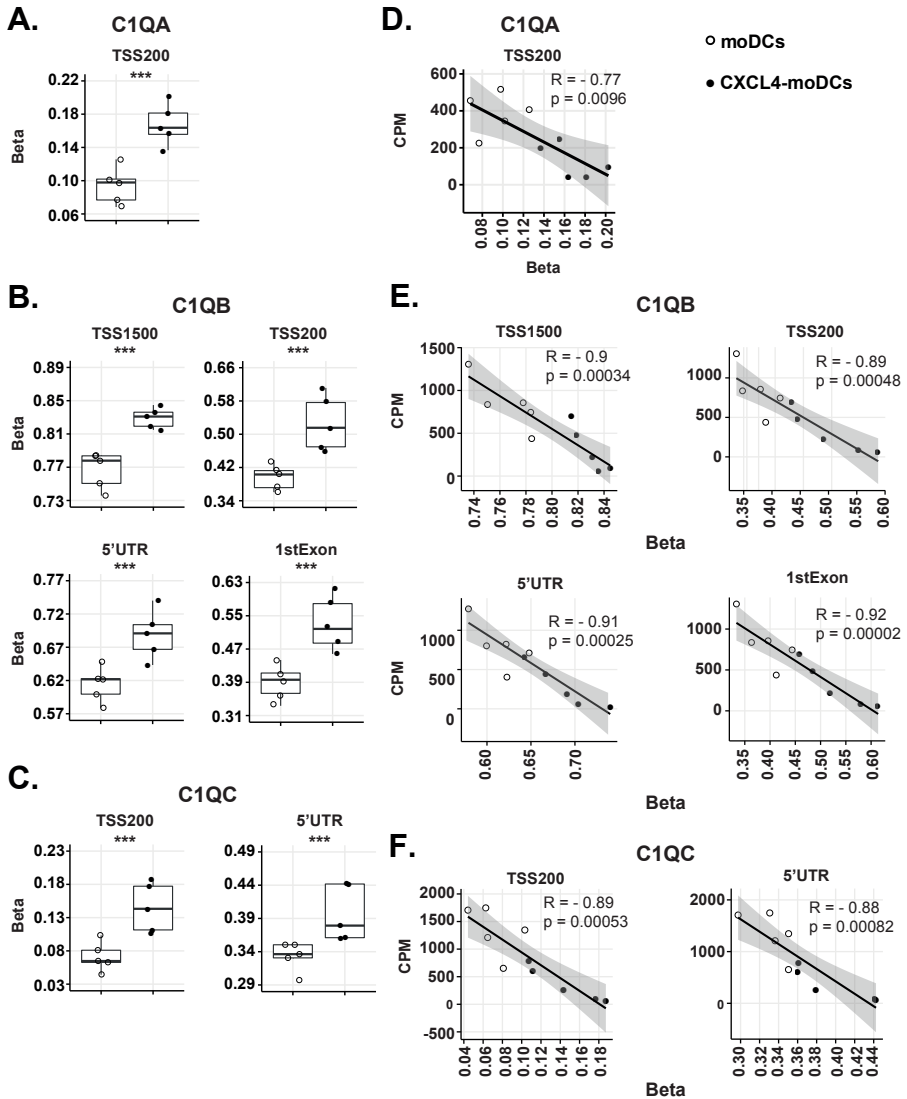 A.
C1QA
TSS200
***
Beta
0.22
0.18
0.14
0.10
0.06
D.
C1QA
TSS200
R = - 0.77
p = 0.0096
CPM
600
400
200
0
0.08 0.10 0.12 0.14 0.16 0.18 0.20
Beta
moDCs
CXCL4-moDCs
B.
C1QB
TSS1500
***
Beta
0.89
0.85
0.81
0.77
0.73
TSS200
***
0.66
0.58
0.50
0.42
0.34
5'UTR
***
Beta
0.77
0.72
0.67
0.62
0.57
1stExon
***
0.63
0.55
0.47
0.39
0.31
E.
C1QB
TSS1500
R = - 0.9
p = 0.00034
CPM
1500
1000
500
0
0.74 0.76 0.78 0.80 0.82 0.84
TSS200
R = - 0.89
p = 0.00048
1000
500
0
0.35 0.40 0.45 0.50 0.55 0.60
Beta
5'UTR
R = - 0.91
p = 0.00025
CPM
1000
500
0
0.60 0.65 0.70
1stExon
R = - 0.92
p = 0.00002
1000
500
0
0.35 0.40 0.45 0.50 0.55 0.60
Beta
C.
C1QC
TSS200
***
Beta
0.23
0.18
0.13
0.08
0.03
5'UTR
***
0.49
0.44
0.39
0.34
0.29
F.
C1QC
TSS200
R = - 0.89
p = 0.00053
CPM
2000
1500
1000
500
0
-500
0.04 0.06 0.08 0.10 0.12 0.14 0.16 0.18
5'UTR
R = - 0.88
p = 0.00082
2000
1000
0
0.30 0.32 0.34 0.36 0.38 0.40 0.42 0.44
Beta